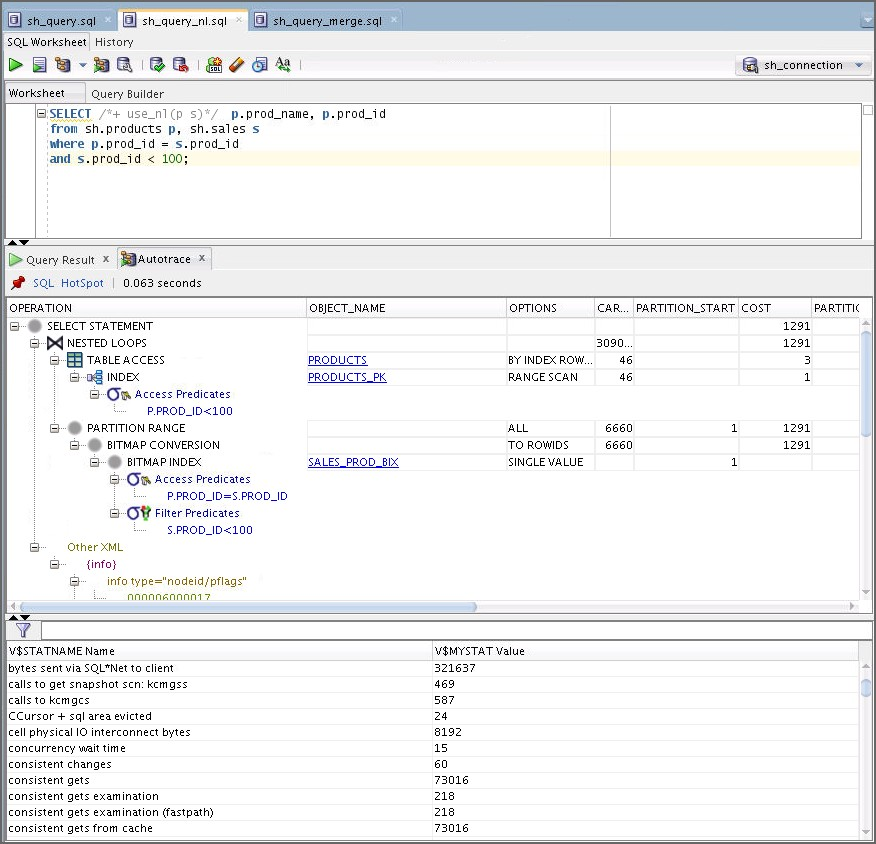 sh_query.sql × sh_query_nl.sql × sh_query_merge.sql ×
SQL Worksheet History
sh_connection
Worksheet Query Builder
SELECT /*+ use_nl(p s)*/ p.prod_name, p.prod_id
from sh.products p, sh.sales s
where p.prod_id = s.prod_id
and s.prod_id < 100;
Query Result x Autotrace x
SQL HotSpot | 0.063 seconds
OPERATION OBJECT_NAME OPTIONS CAR... PARTITION_START COST PARTITIC
SELECT STATEMENT 1291
NESTED LOOPS 3090... 1291
TABLE ACCESS PRODUCTS BY INDEX ROW... 46 3
INDEX PRODUCTS_PK RANGE SCAN 46 1
Access Predicates
P.PROD_ID<100
PARTITION RANGE ALL 6660 1 1291
BITMAP CONVERSION TO ROWIDS 6660 1291
BITMAP INDEX SALES_PROD_BIX SINGLE VALUE 1
Access Predicates
P.PROD_ID=S.PROD_ID
Filter Predicates
S.PROD_ID<100
Other XML
{info}
info type="nodeid/pflags"
000006000017
V$STATNAME Name V$MYSTAT Value
bytes sent via SQL*Net to client 321637
calls to get snapshot scn: kcmgss 469
calls to kcmgcs 587
CCursor + sql area evicted 24
cell physical IO interconnect bytes 8192
concurrency wait time 15
consistent changes 60
consistent gets 73016
consistent gets examination 218
consistent gets examination (fastpath) 218
consistent gets from cache 73016